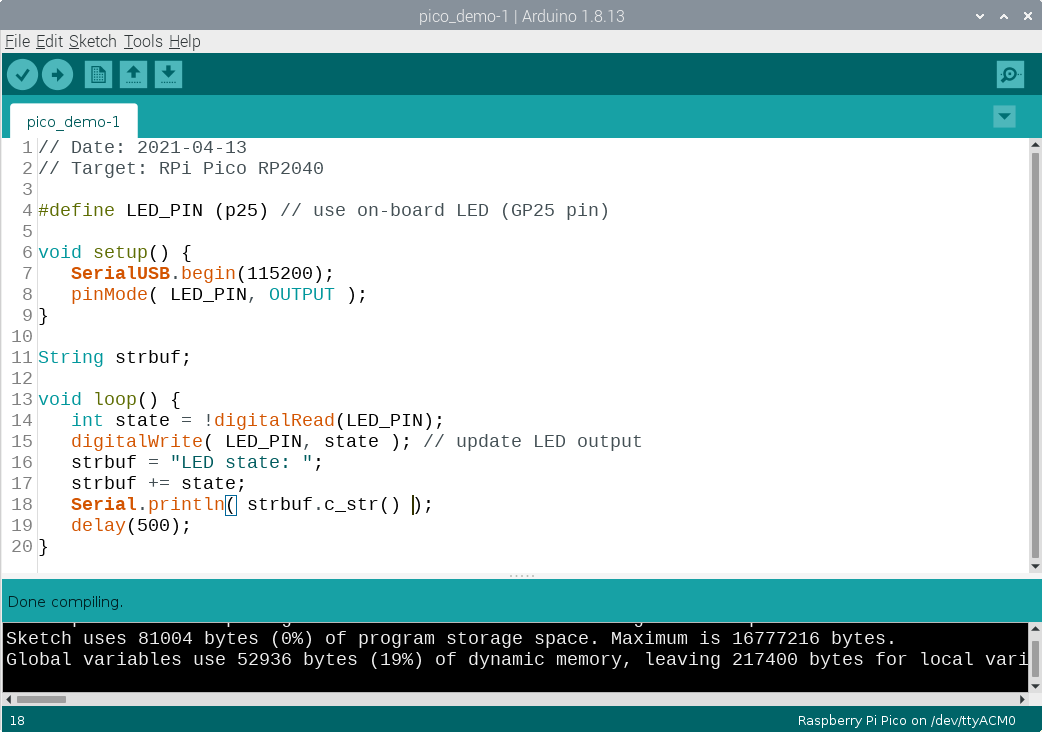 pico_demo-1 | Arduino 1.8.13
File Edit Sketch Tools Help
pico_demo-1
1 // Date: 2021-04-13
2 // Target: RPi Pico RP2040
3
4 #define LED_PIN (p25) // use on-board LED (GP25 pin)
5
6 void setup() {
7    SerialUSB.begin(115200);
8    pinMode( LED_PIN, OUTPUT );
9 }
10
11 String strbuf;
12
13 void loop() {
14    int state = !digitalRead(LED_PIN);
15    digitalWrite( LED_PIN, state ); // update LED output
16    strbuf = "LED state: ";
17    strbuf += state;
18    Serial.println( strbuf.c_str() );
19    delay(500);
20 }
Done compiling.
Sketch uses 81004 bytes (0%) of program storage space. Maximum is 16777216 bytes.
Global variables use 52936 bytes (19%) of dynamic memory, leaving 217400 bytes for local vari
18
Raspberry Pi Pico on /dev/ttyACM0